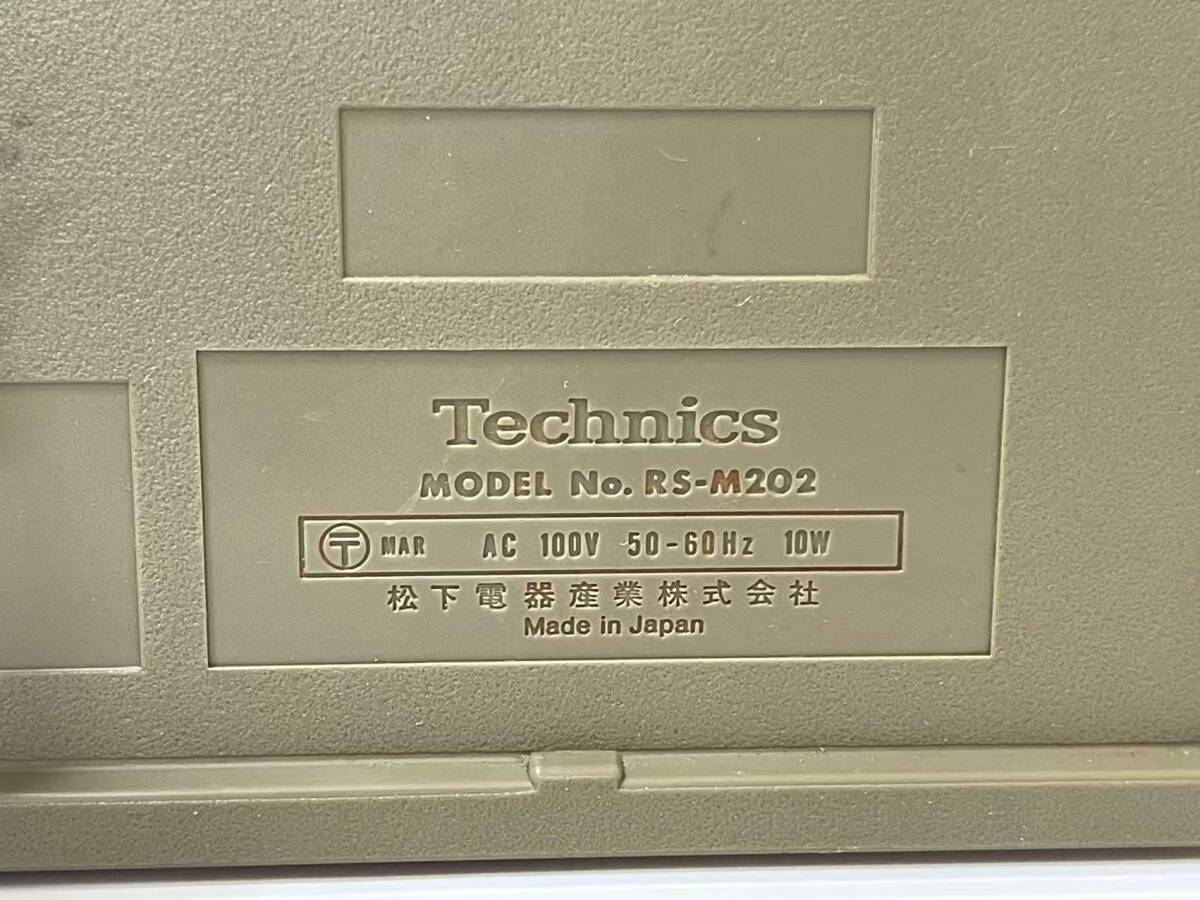 Technics
MODEL No. RS-M202
〒 MAR AC 100V 50-60Hz 10W
松下電器産業株式会社
Made in Japan